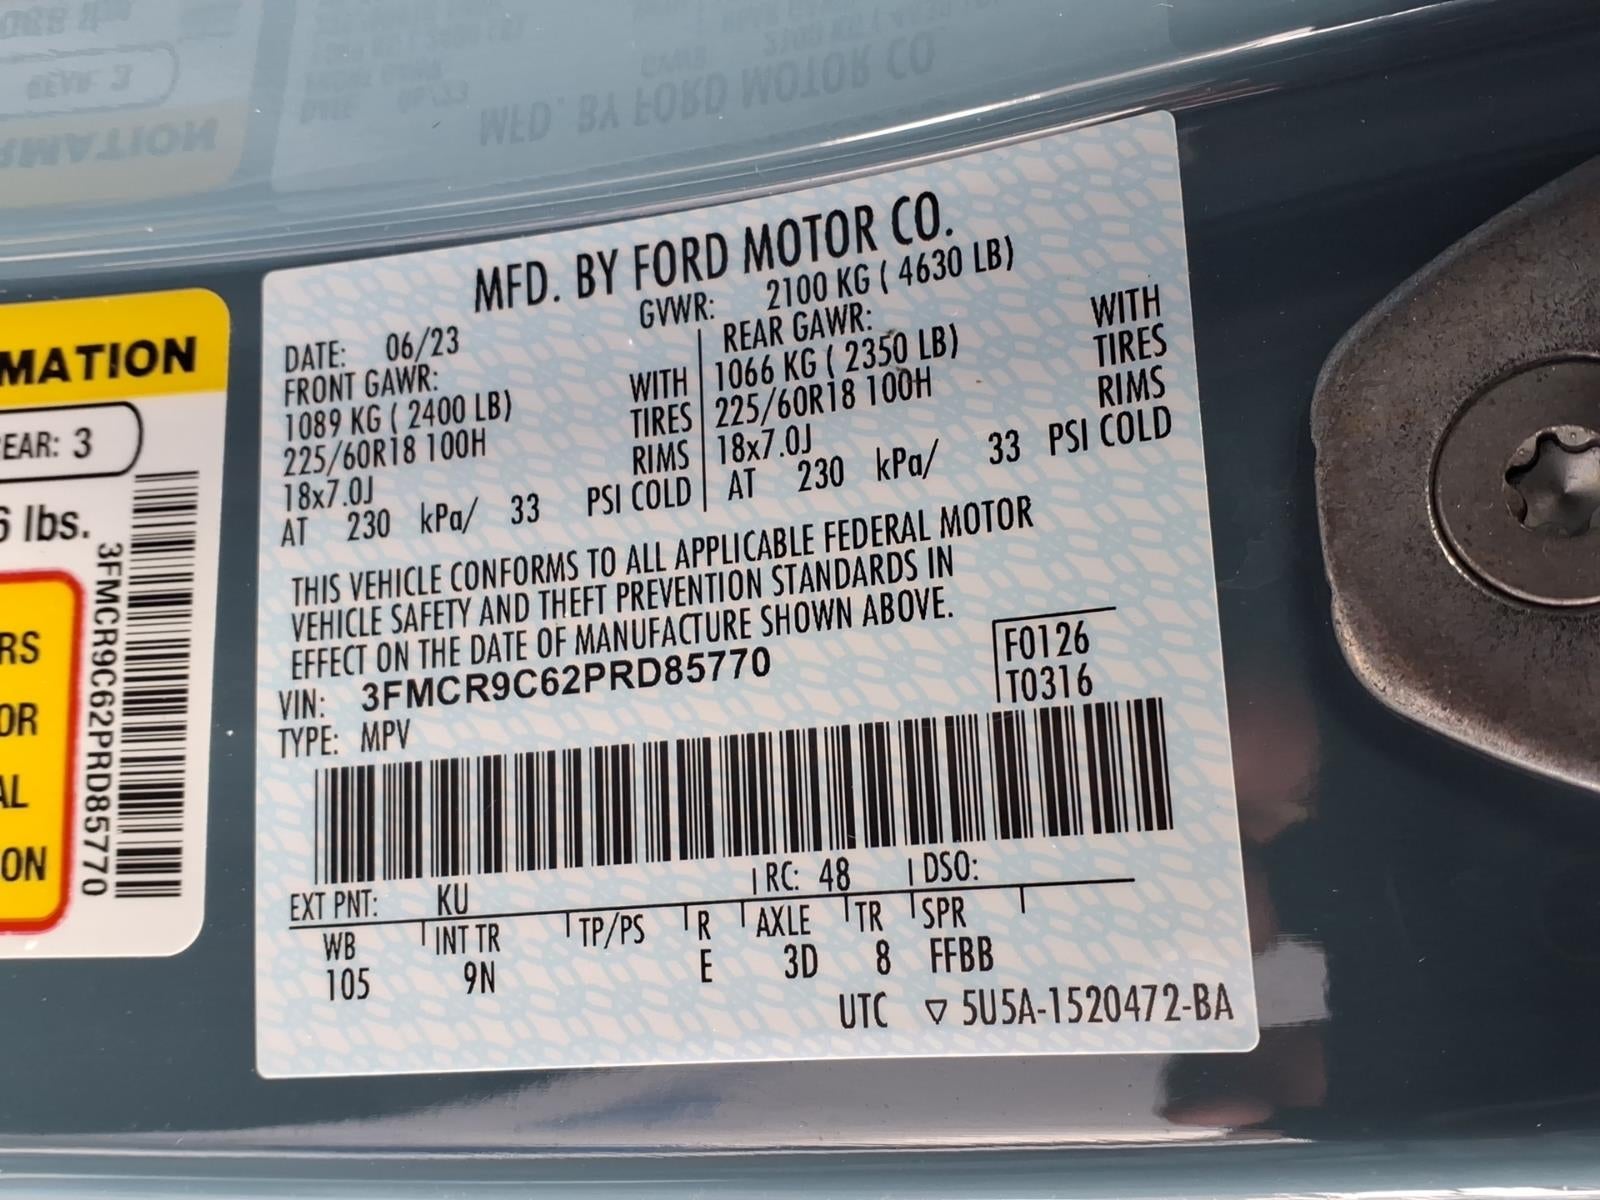 MFD. BY FORD MOTOR CO.
DATE: 06/23 GVWR: 2100 KG ( 4630 LB)
FRONT GAWR: REAR GAWR:
1089 KG ( 2400 LB) WITH 1066 KG ( 2350 LB) WITH
225/60R18 100H TIRES 225/60R18 100H TIRES
18x7.0J RIMS 18x7.0J RIMS
AT 230 kPa/ 33 PSI COLD AT 230 kPa/ 33 PSI COLD
THIS VEHICLE CONFORMS TO ALL APPLICABLE FEDERAL MOTOR
VEHICLE SAFETY AND THEFT PREVENTION STANDARDS IN
EFFECT ON THE DATE OF MANUFACTURE SHOWN ABOVE.
VIN: 3FMCR9C62PRD85770 F0126
TYPE: MPV T0316
EXT PNT: KU RC: 48 DSO:
WB INT TR TP/PS R AXLE TR SPR
105 9N E 3D 8 FFBB
UTC ▽ 5U5A-1520472-BA
MATION
EAR: 3
6 lbs.
3FMCR9C62PRD85770
RS
OR
AL
ON